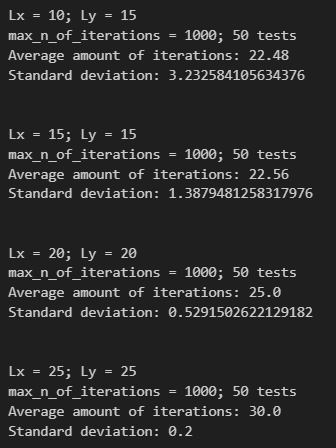 Lx = 10; Ly = 15
max_n_of_iterations = 1000; 50 tests
Average amount of iterations: 22.48
Standard deviation: 3.232584105634376
Lx = 15; Ly = 15
max_n_of_iterations = 1000; 50 tests
Average amount of iterations: 22.56
Standard deviation: 1.3879481258317976
Lx = 20; Ly = 20
max_n_of_iterations = 1000; 50 tests
Average amount of iterations: 25.0
Standard deviation: 0.5291502622129182
Lx = 25; Ly = 25
max_n_of_iterations = 1000; 50 tests
Average amount of iterations: 30.0
Standard deviation: 0.2